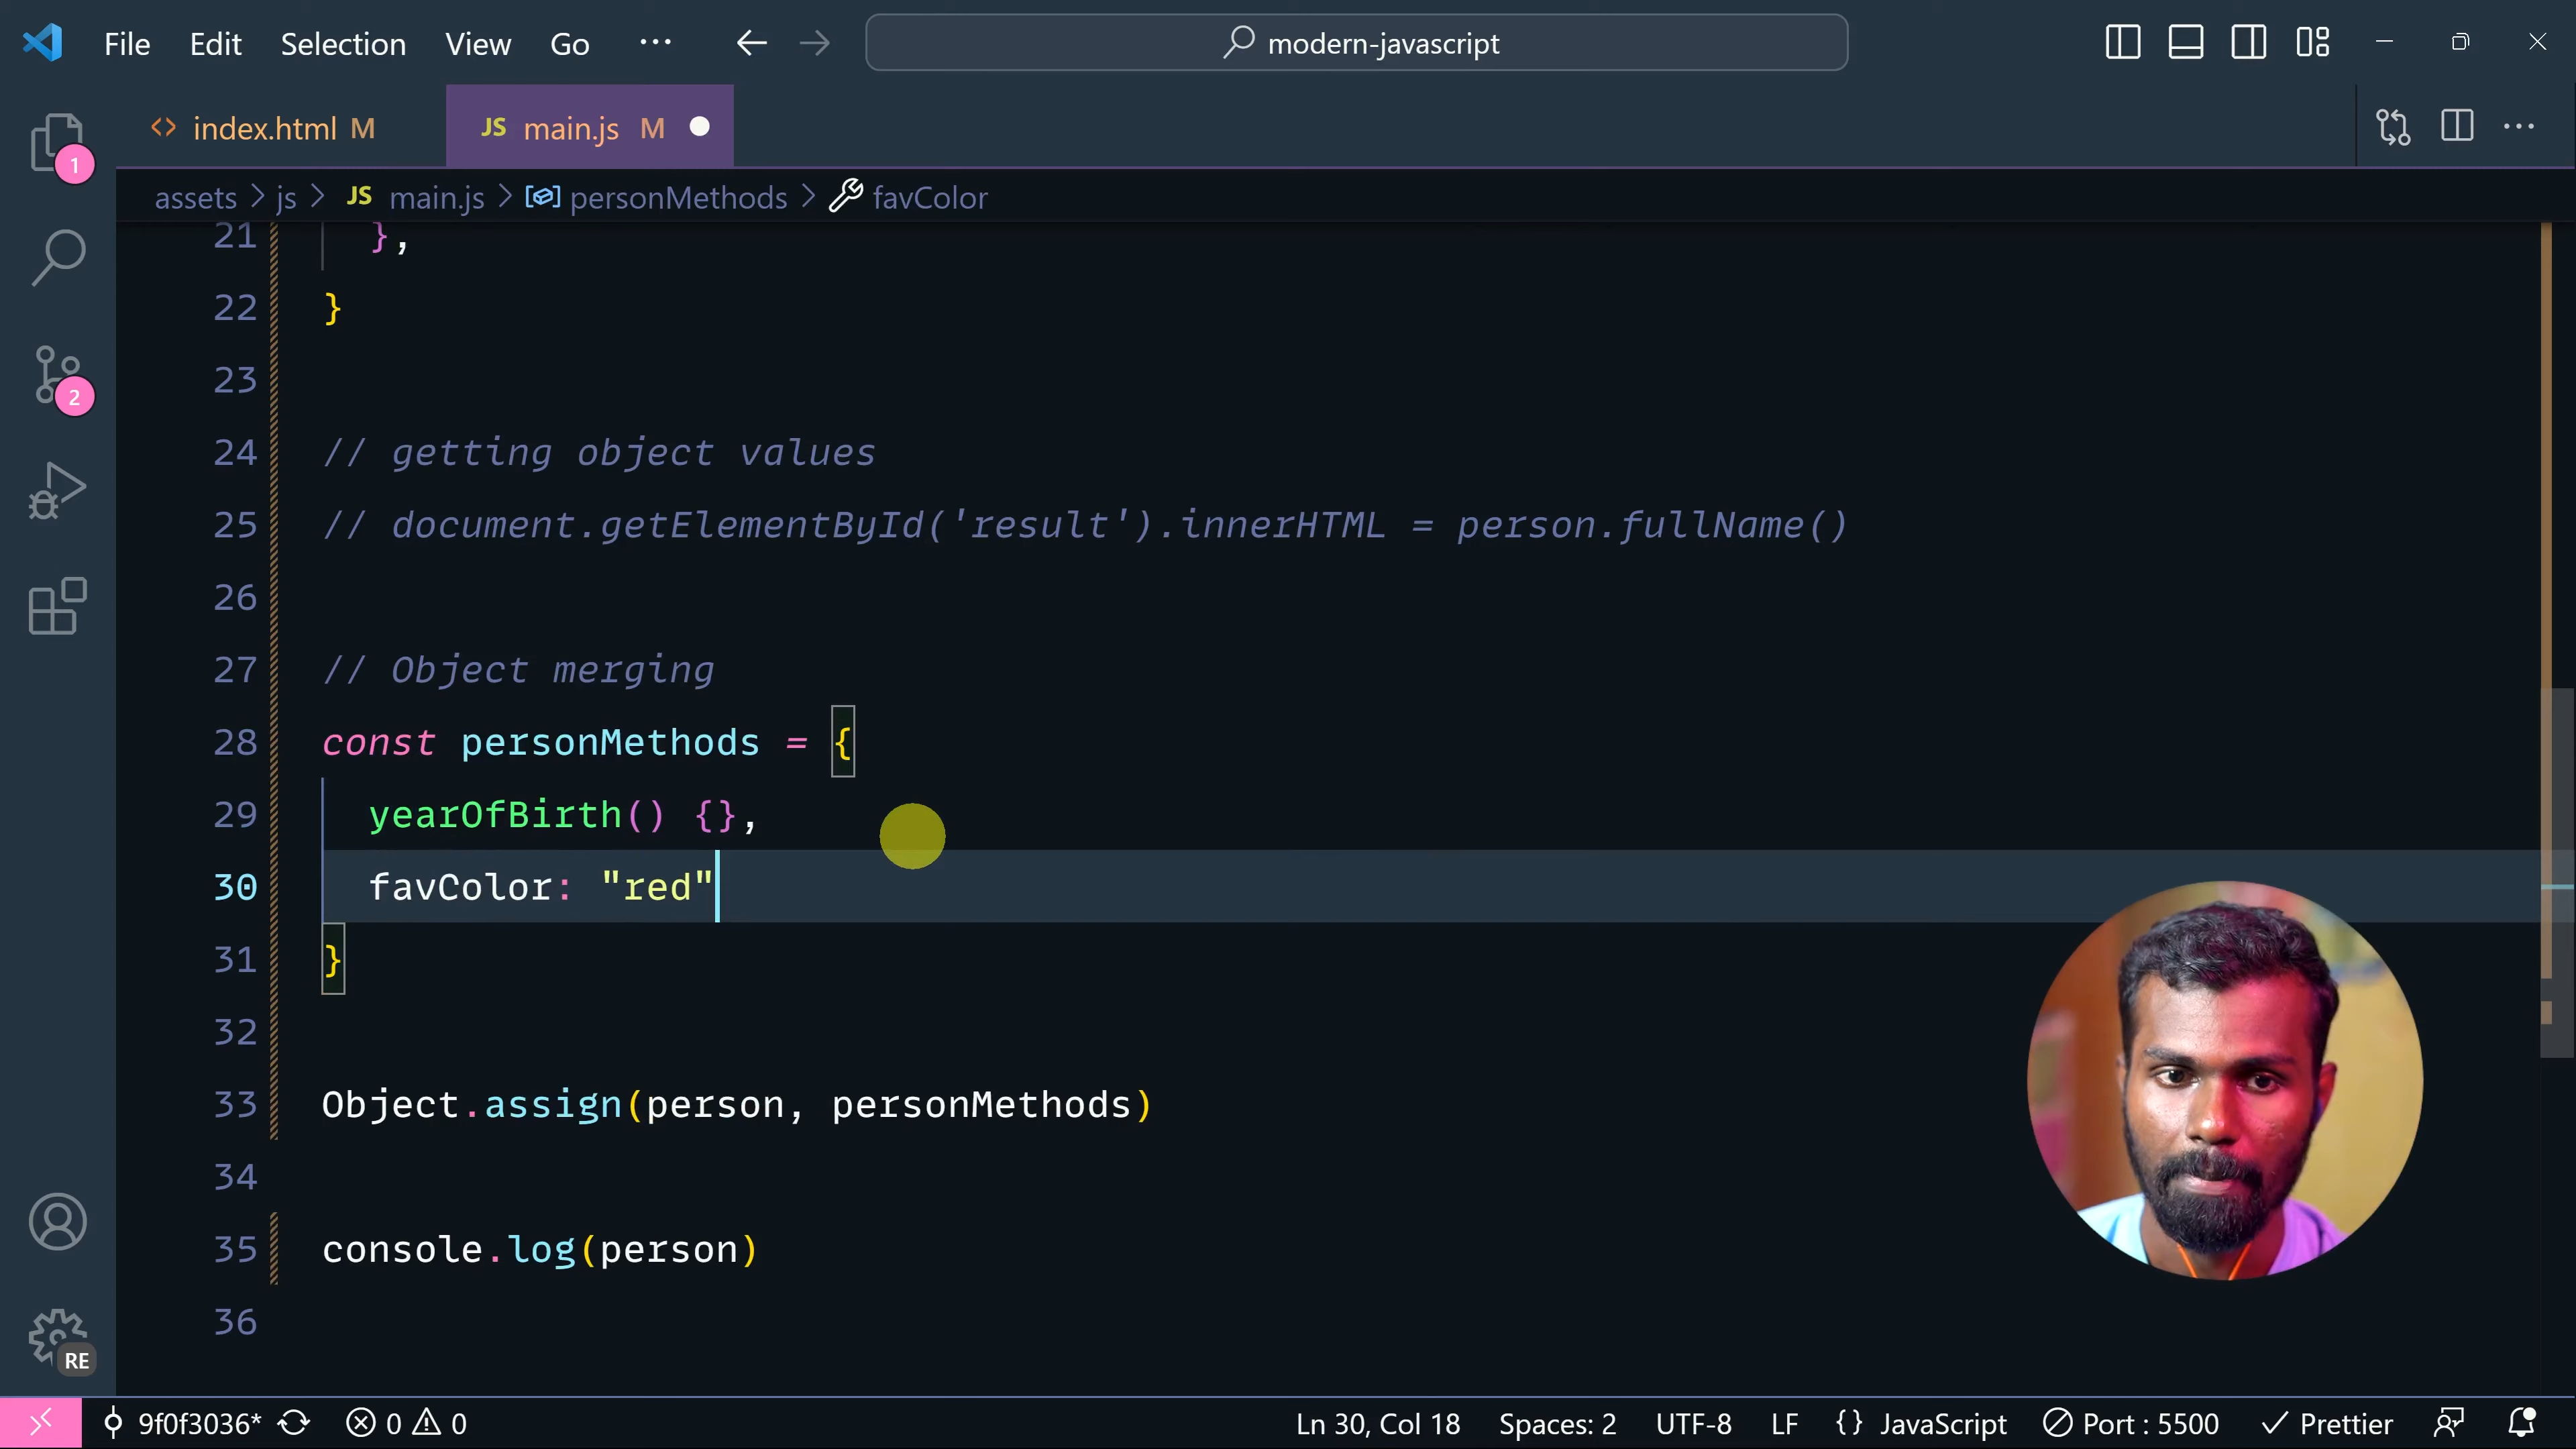 File Edit Selection View Go ··· modern-javascript
index.html M JS main.js M
assets > js > JS main.js > personMethods > favColor
1
2
21 },
22 }
23
24 // getting object values
25 // document.getElementById('result').innerHTML = person.fullName()
26
27 // Object merging
28 const personMethods = {
29 yearOfBirth() {},
30 favColor: "red"
31 }
32
33 Object.assign(person, personMethods)
34
35 console.log(person)
36
RE
9f0f3036* 0 0 Ln 30, Col 18 Spaces: 2 UTF-8 LF {} JavaScript Port : 5500 Prettier